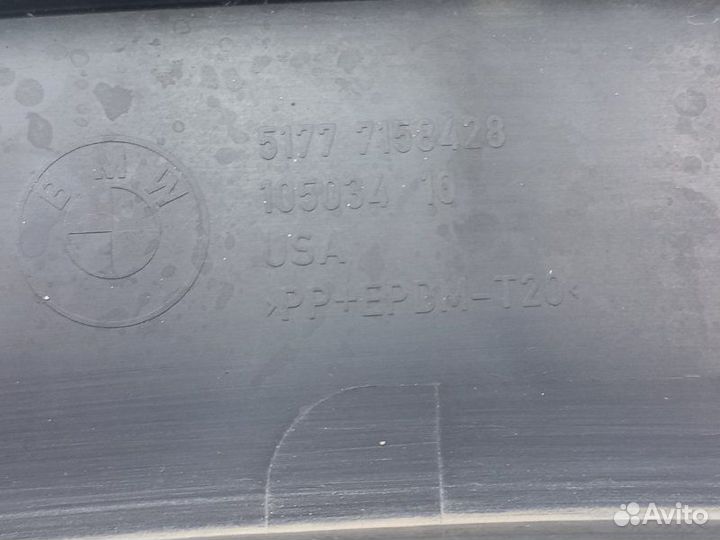 BMW
5177 7158428
105034 10
USA
>PP+EPDM-T20<
Avito